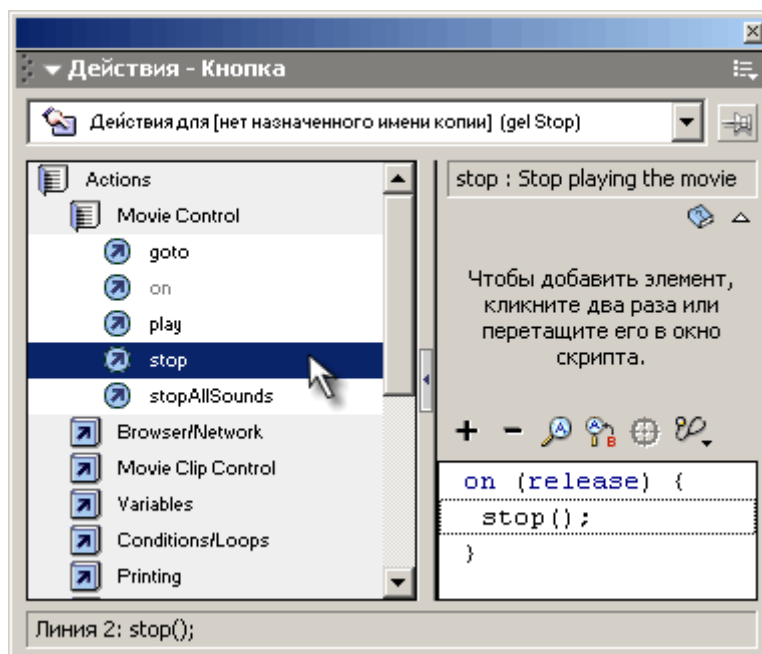 Действия - Кнопка
Действия для [нет назначенного имени копии] (gel Stop)
Actions
Movie Control
goto
on
play
stop
stopAllSounds
Browser/Network
Movie Clip Control
Variables
Conditions/Loops
Printing
stop : Stop playing the movie
Чтобы добавить элемент,
кликните два раза или
перетащите его в окно
скрипта.
on (release) {
stop();
}
Линия 2: stop();